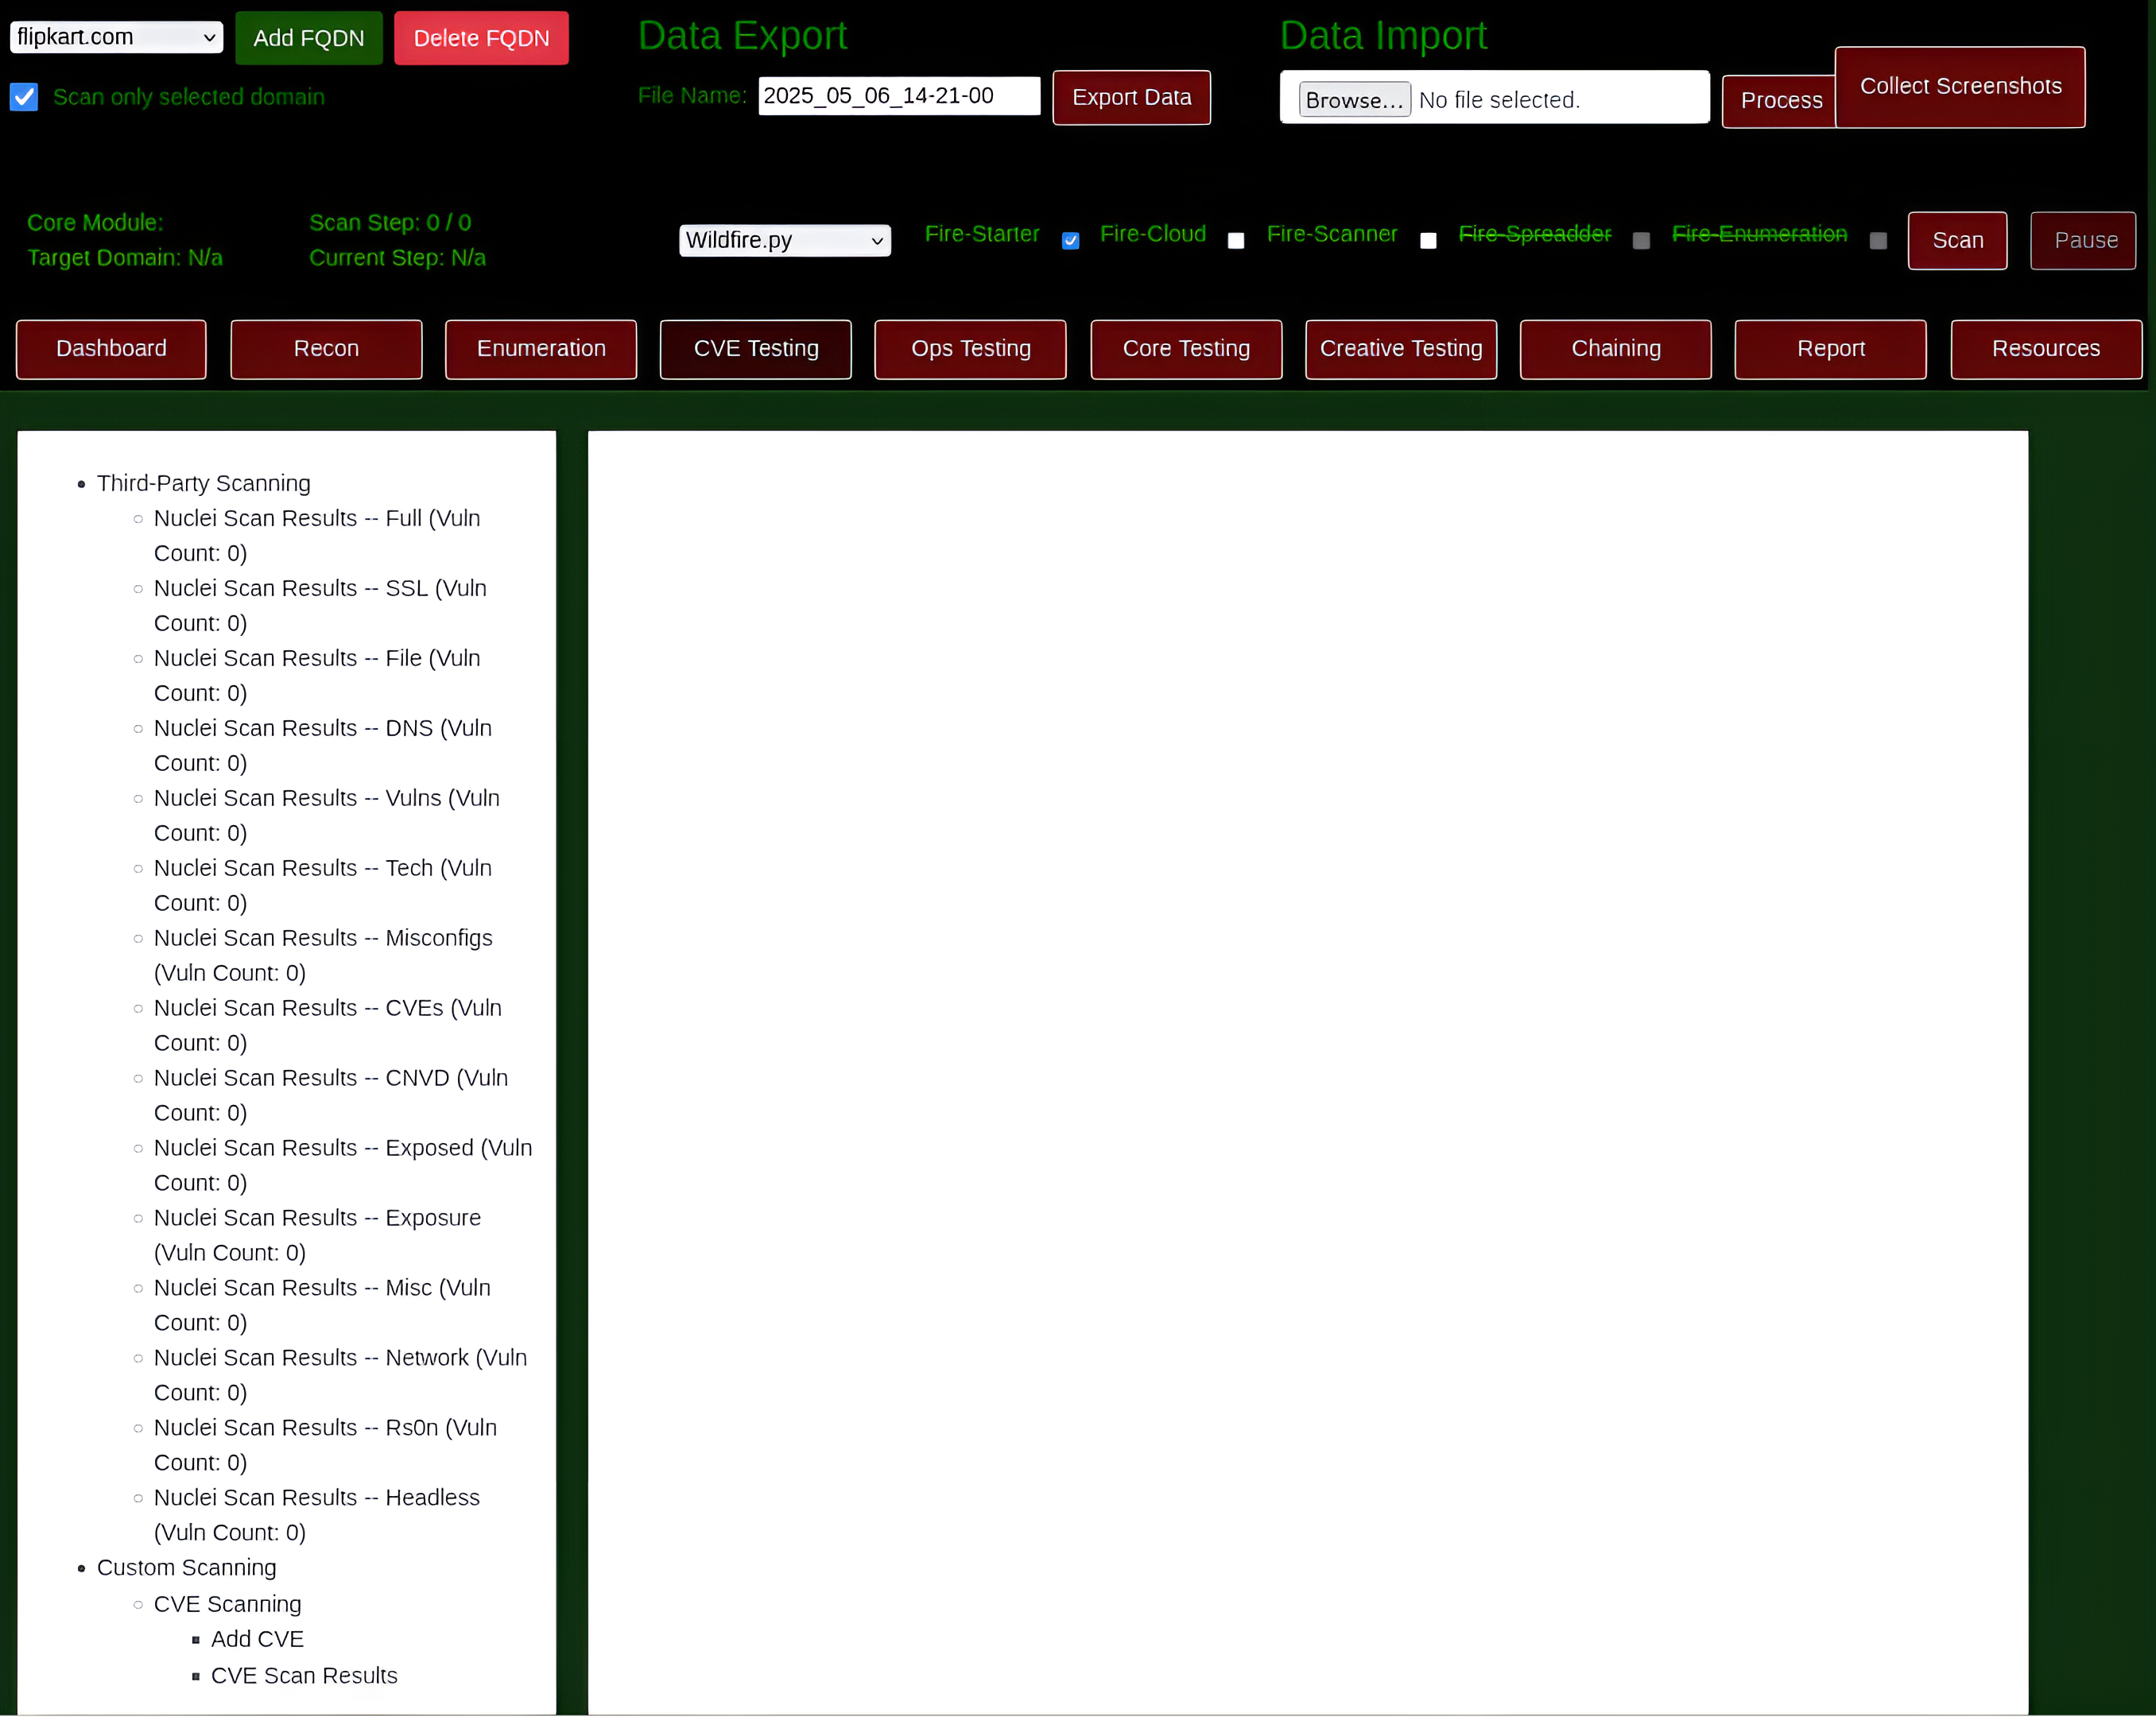 flipkart.com
Add FQDN
Delete FQDN
Scan only selected domain
Data Export
File Name:
2025_05_06_14-21-00
Export Data
Data Import
Browse... No file selected.
Process
Collect Screenshots
Core Module:
Target Domain: N/a
Scan Step: 0 / 0
Current Step: N/a
Wildfire.py
Fire-Starter
Fire-Cloud
Fire-Scanner
Fire-Spreadder
Fire-Enumeration
Scan
Pause
Dashboard
Recon
Enumeration
CVE Testing
Ops Testing
Core Testing
Creative Testing
Chaining
Report
Resources
Third-Party Scanning
Nuclei Scan Results -- Full (Vuln
Count: 0)
Nuclei Scan Results -- SSL (Vuln
Count: 0)
Nuclei Scan Results -- File (Vuln
Count: 0)
Nuclei Scan Results -- DNS (Vuln
Count: 0)
Nuclei Scan Results -- Vulns (Vuln
Count: 0)
Nuclei Scan Results -- Tech (Vuln
Count: 0)
Nuclei Scan Results -- Misconfigs
(Vuln Count: 0)
Nuclei Scan Results -- CVEs (Vuln
Count: 0)
Nuclei Scan Results -- CNVD (Vuln
Count: 0)
Nuclei Scan Results -- Exposed (Vuln
Count: 0)
Nuclei Scan Results -- Exposure
(Vuln Count: 0)
Nuclei Scan Results -- Misc (Vuln
Count: 0)
Nuclei Scan Results -- Network (Vuln
Count: 0)
Nuclei Scan Results -- Rs0n (Vuln
Count: 0)
Nuclei Scan Results -- Headless
(Vuln Count: 0)
Custom Scanning
CVE Scanning
Add CVE
CVE Scan Results